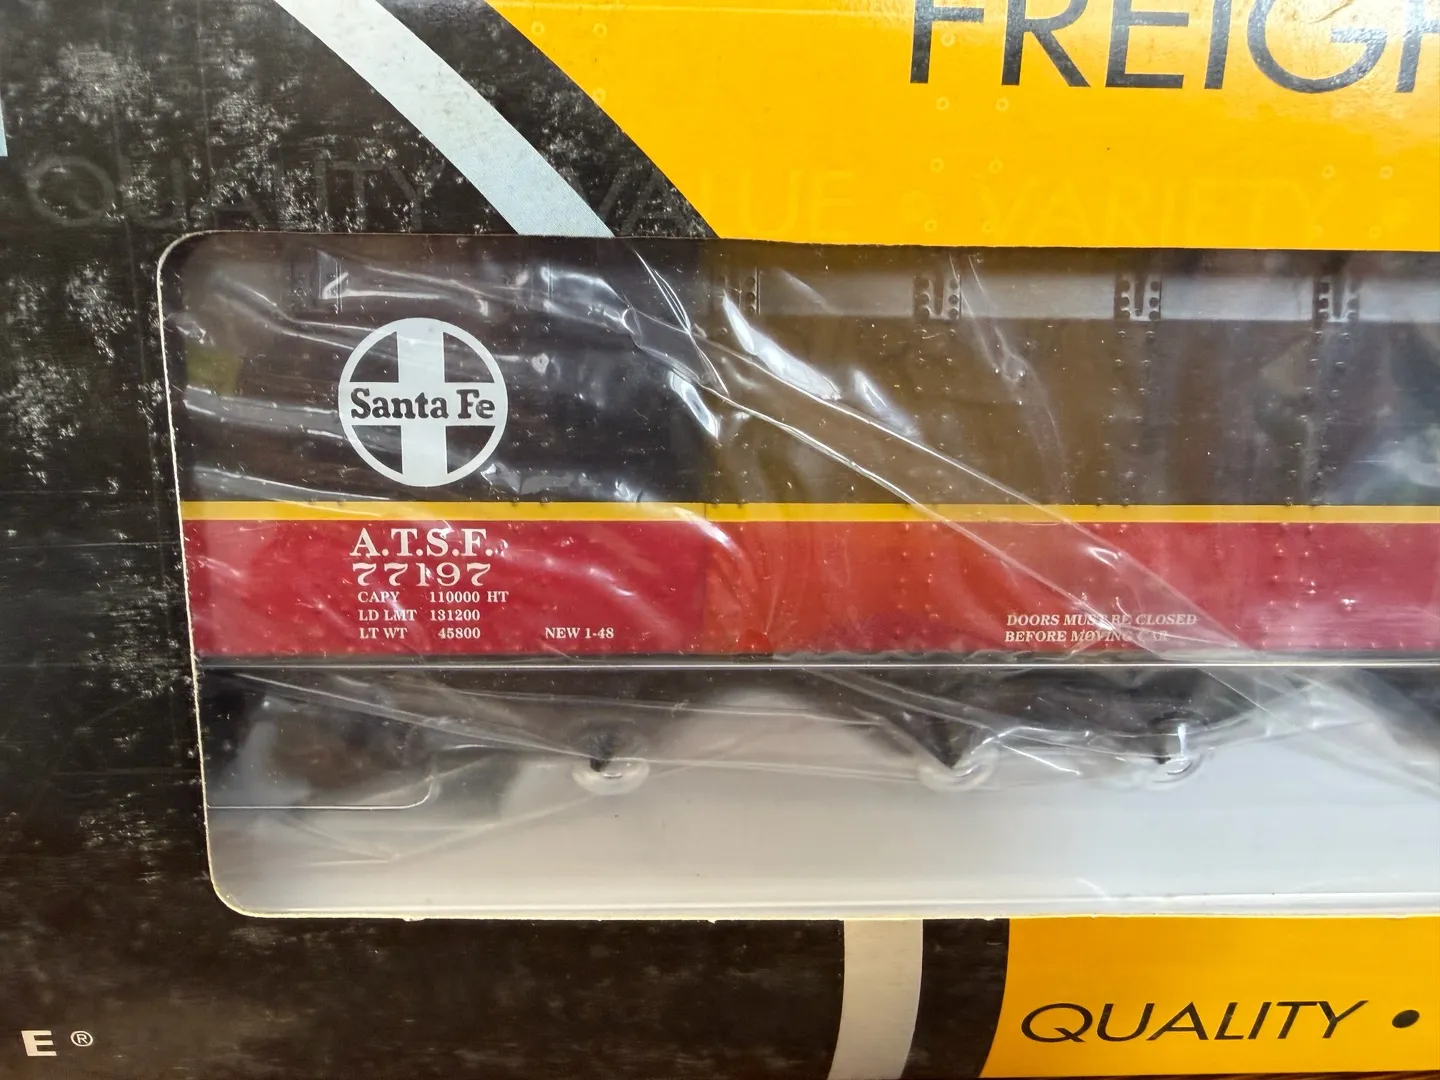 FREIGH
QUALITY • VALUE • VARIETY •
Santa Fe
A.T.S.F.
77197
CAPY 110000 HT
LD LMT 131200
LT WT 45800 NEW 1-48
DOORS MUST BE CLOSED
BEFORE MOVING CAR
E ®
QUALITY •